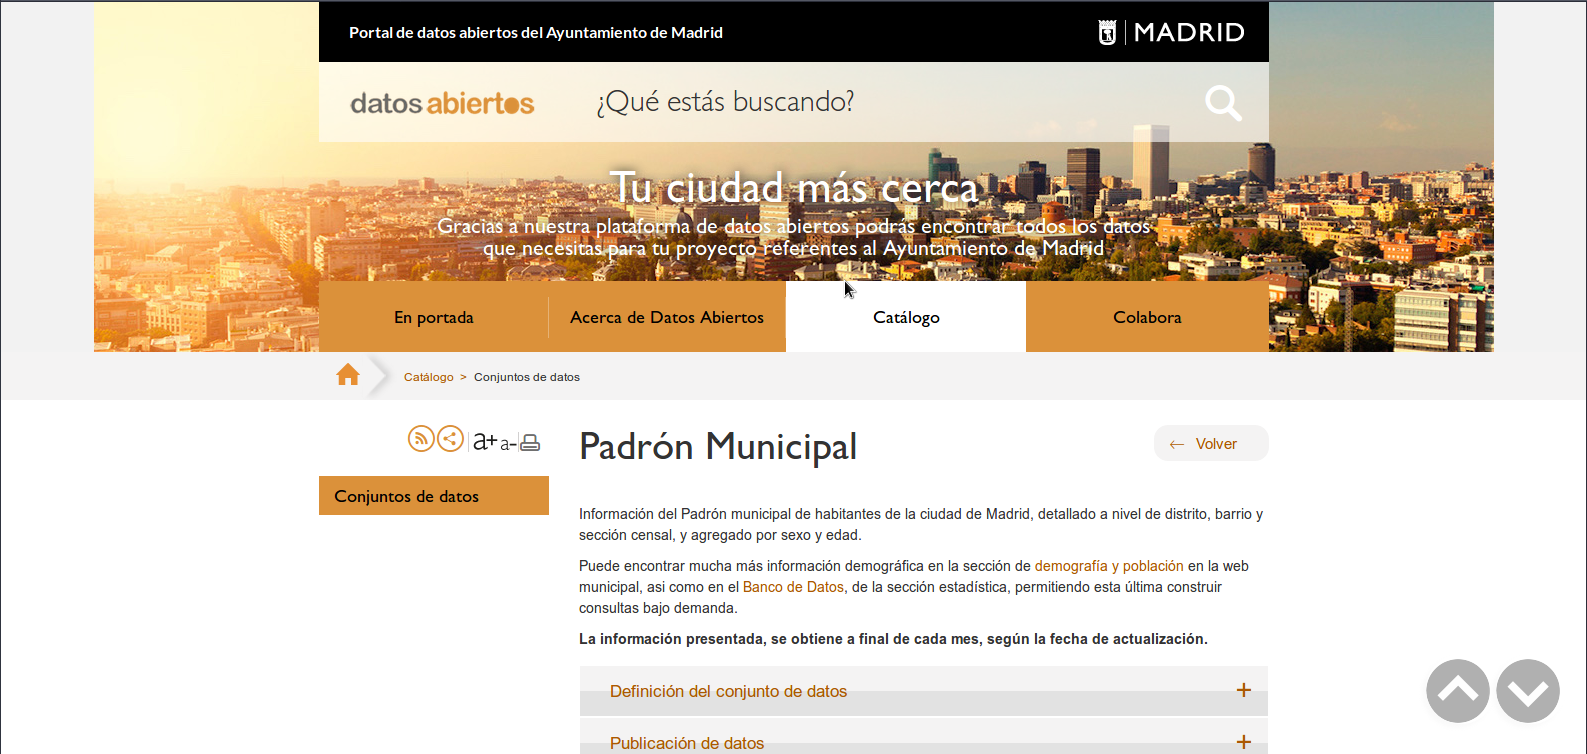 Portal de datos abiertos del Ayuntamiento de Madrid
MADRID
datos abiertos
¿Qué estás buscando?
Tu ciudad más cerca
Gracias a nuestra plataforma de datos abiertos podrás encontrar todos los datos
que necesitas para tu proyecto referentes al Ayuntamiento de Madrid
En portada
Acerca de Datos Abiertos
Catálogo
Colabora
Catálogo > Conjuntos de datos
a+ a-
Padrón Municipal
← Volver
Conjuntos de datos
Información del Padrón municipal de habitantes de la ciudad de Madrid, detallado a nivel de distrito, barrio y
sección censal, y agregado por sexo y edad.
Puede encontrar mucha más información demográfica en la sección de demografía y población en la web
municipal, asi como en el Banco de Datos, de la sección estadística, permitiendo esta última construir
consultas bajo demanda.
La información presentada, se obtiene a final de cada mes, según la fecha de actualización.
Definición del conjunto de datos +
Publicación de datos +